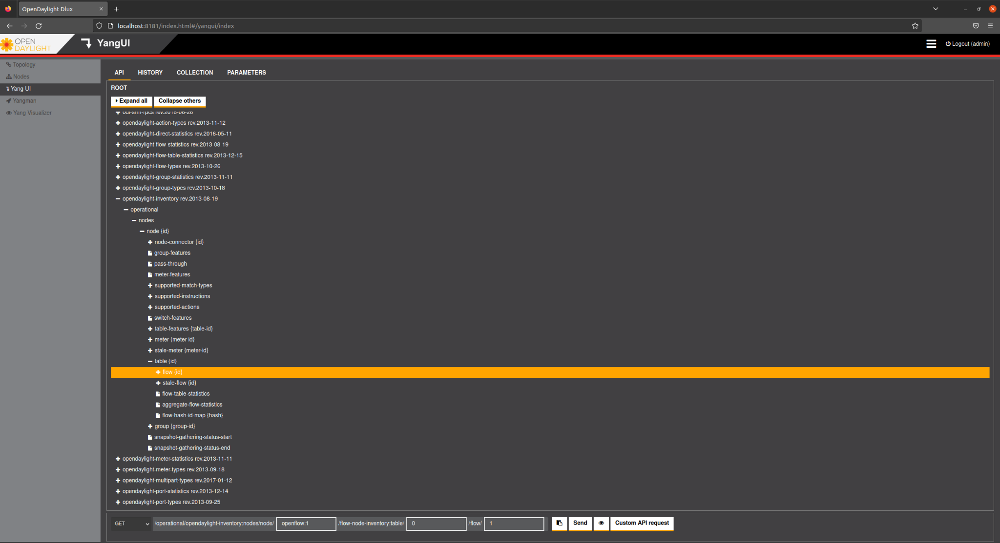 OpenDaylight Dlux
localhost:8181/index.html#/yangui/index
OPEN
DAYLIGHT
YangUI
Logout (admin)
Topology
Nodes
Yang UI
Yangman
Yang Visualizer
API HISTORY COLLECTION PARAMETERS
ROOT
Expand all Collapse others
odl-srm-rpcs rev.2018-06-26
opendaylight-action-types rev.2013-11-12
opendaylight-direct-statistics rev.2016-05-11
opendaylight-flow-statistics rev.2013-08-19
opendaylight-flow-table-statistics rev.2013-12-15
opendaylight-flow-types rev.2013-10-26
opendaylight-group-statistics rev.2013-11-11
opendaylight-group-types rev.2013-10-18
opendaylight-inventory rev.2013-08-19
operational
nodes
node {id}
node-connector {id}
group-features
pass-through
meter-features
supported-match-types
supported-instructions
supported-actions
switch-features
table-features {table-id}
meter {meter-id}
stale-meter {meter-id}
table {id}
flow {id}
stale-flow {id}
flow-table-statistics
aggregate-flow-statistics
flow-hash-id-map {hash}
group {group-id}
snapshot-gathering-status-start
snapshot-gathering-status-end
opendaylight-meter-statistics rev.2013-11-11
opendaylight-meter-types rev.2013-09-18
opendaylight-multipart-types rev.2017-01-12
opendaylight-port-statistics rev.2013-12-14
opendaylight-port-types rev.2013-09-25
GET /operational/opendaylight-inventory:nodes/node/ openflow:1 /flow-node-inventory:table/ 0 /flow/ 1 Send Custom API request